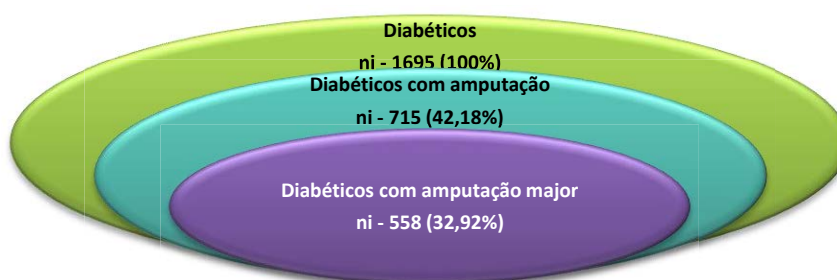 Diabéticos
ni - 1695 (100%)
Diabéticos com amputação
ni - 715 (42,18%)
Diabéticos com amputação major
ni - 558 (32,92%)